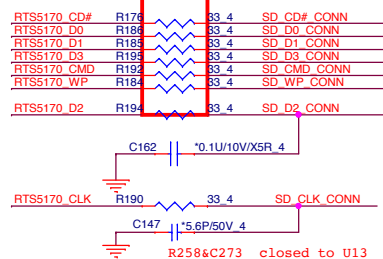 RTS5170_CD# R176 33_4 SD_CD#_CONN
RTS5170_D0 R186 33_4 SD_D0_CONN
RTS5170_D1 R185 33_4 SD_D1_CONN
RTS5170_D3 R195 33_4 SD_D3_CONN
RTS5170_CMD R192 33_4 SD_CMD_CONN
RTS5170_WP R184 33_4 SD_WP_CONN
RTS5170_D2 R194 33_4 SD_D2_CONN
C162 *0.1U/10V/X5R_4
RTS5170_CLK R190 33_4 SD_CLK_CONN
C147 *5.6P/50V_4
R258&C273 closed to U13